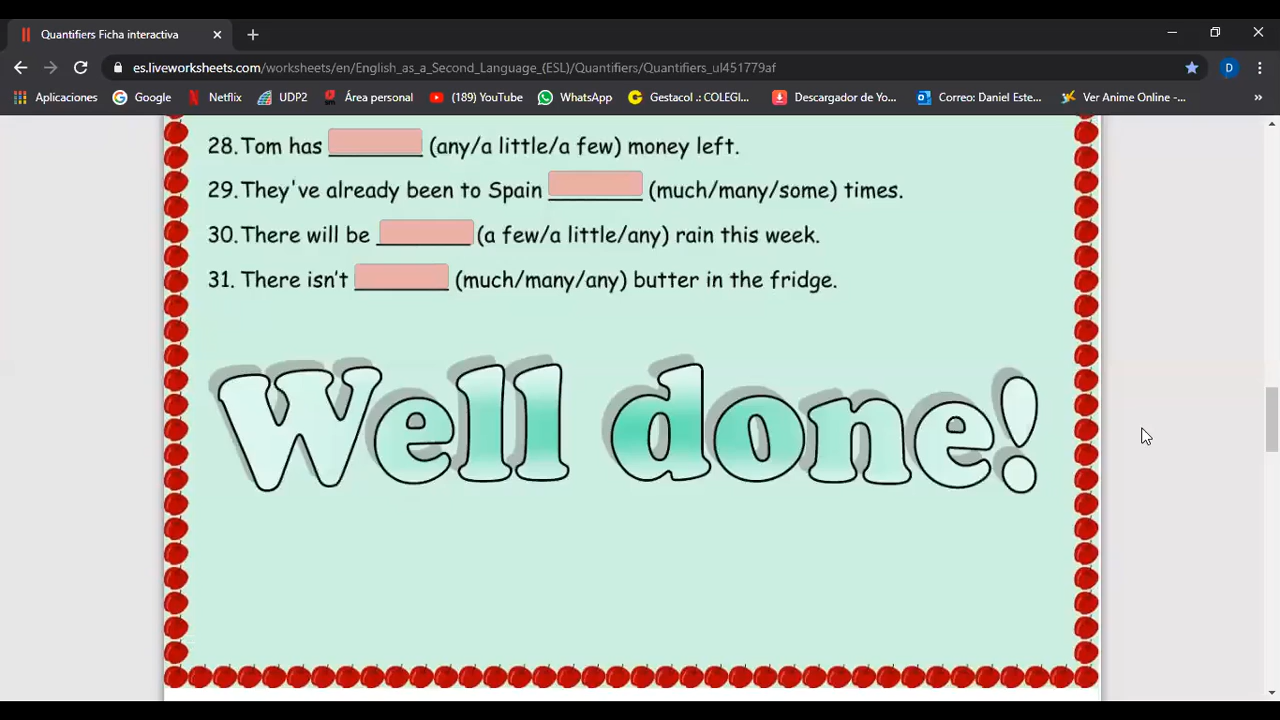 Quantifiers Ficha interactiva
es.liveworksheets.com/worksheets/en/English_as_a_Second_Language_(ESL)/Quantifiers/Quantifiers_ul451779af
D
Aplicaciones Google Netflix UDP2 Área personal (189) YouTube WhatsApp Gestacol .: COLEGI... Descargador de Yo... Correo: Daniel Este... Ver Anime Online -... »
28. Tom has (any/a little/a few) money left.
29. They've already been to Spain (much/many/some) times.
30. There will be (a few/a little/any) rain this week.
31. There isn't (much/many/any) butter in the fridge.
Well done!